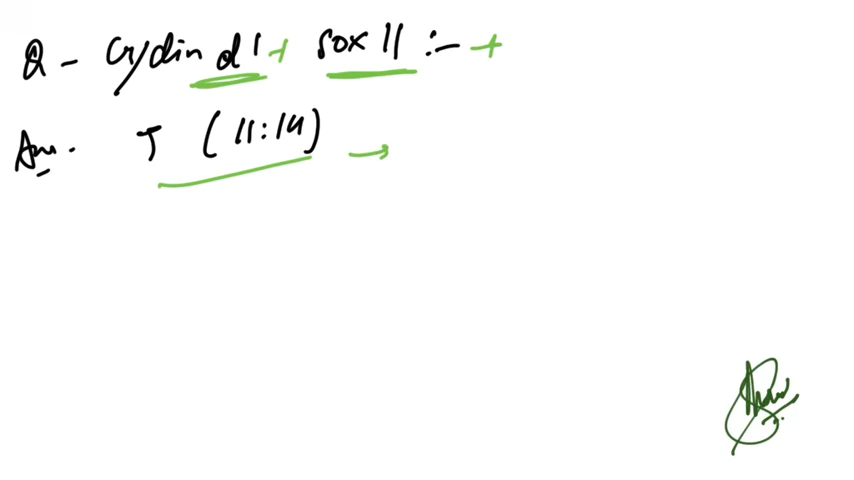 Q - Cyclin d1+ sox 11 :- +
Ans. T (11:14) →